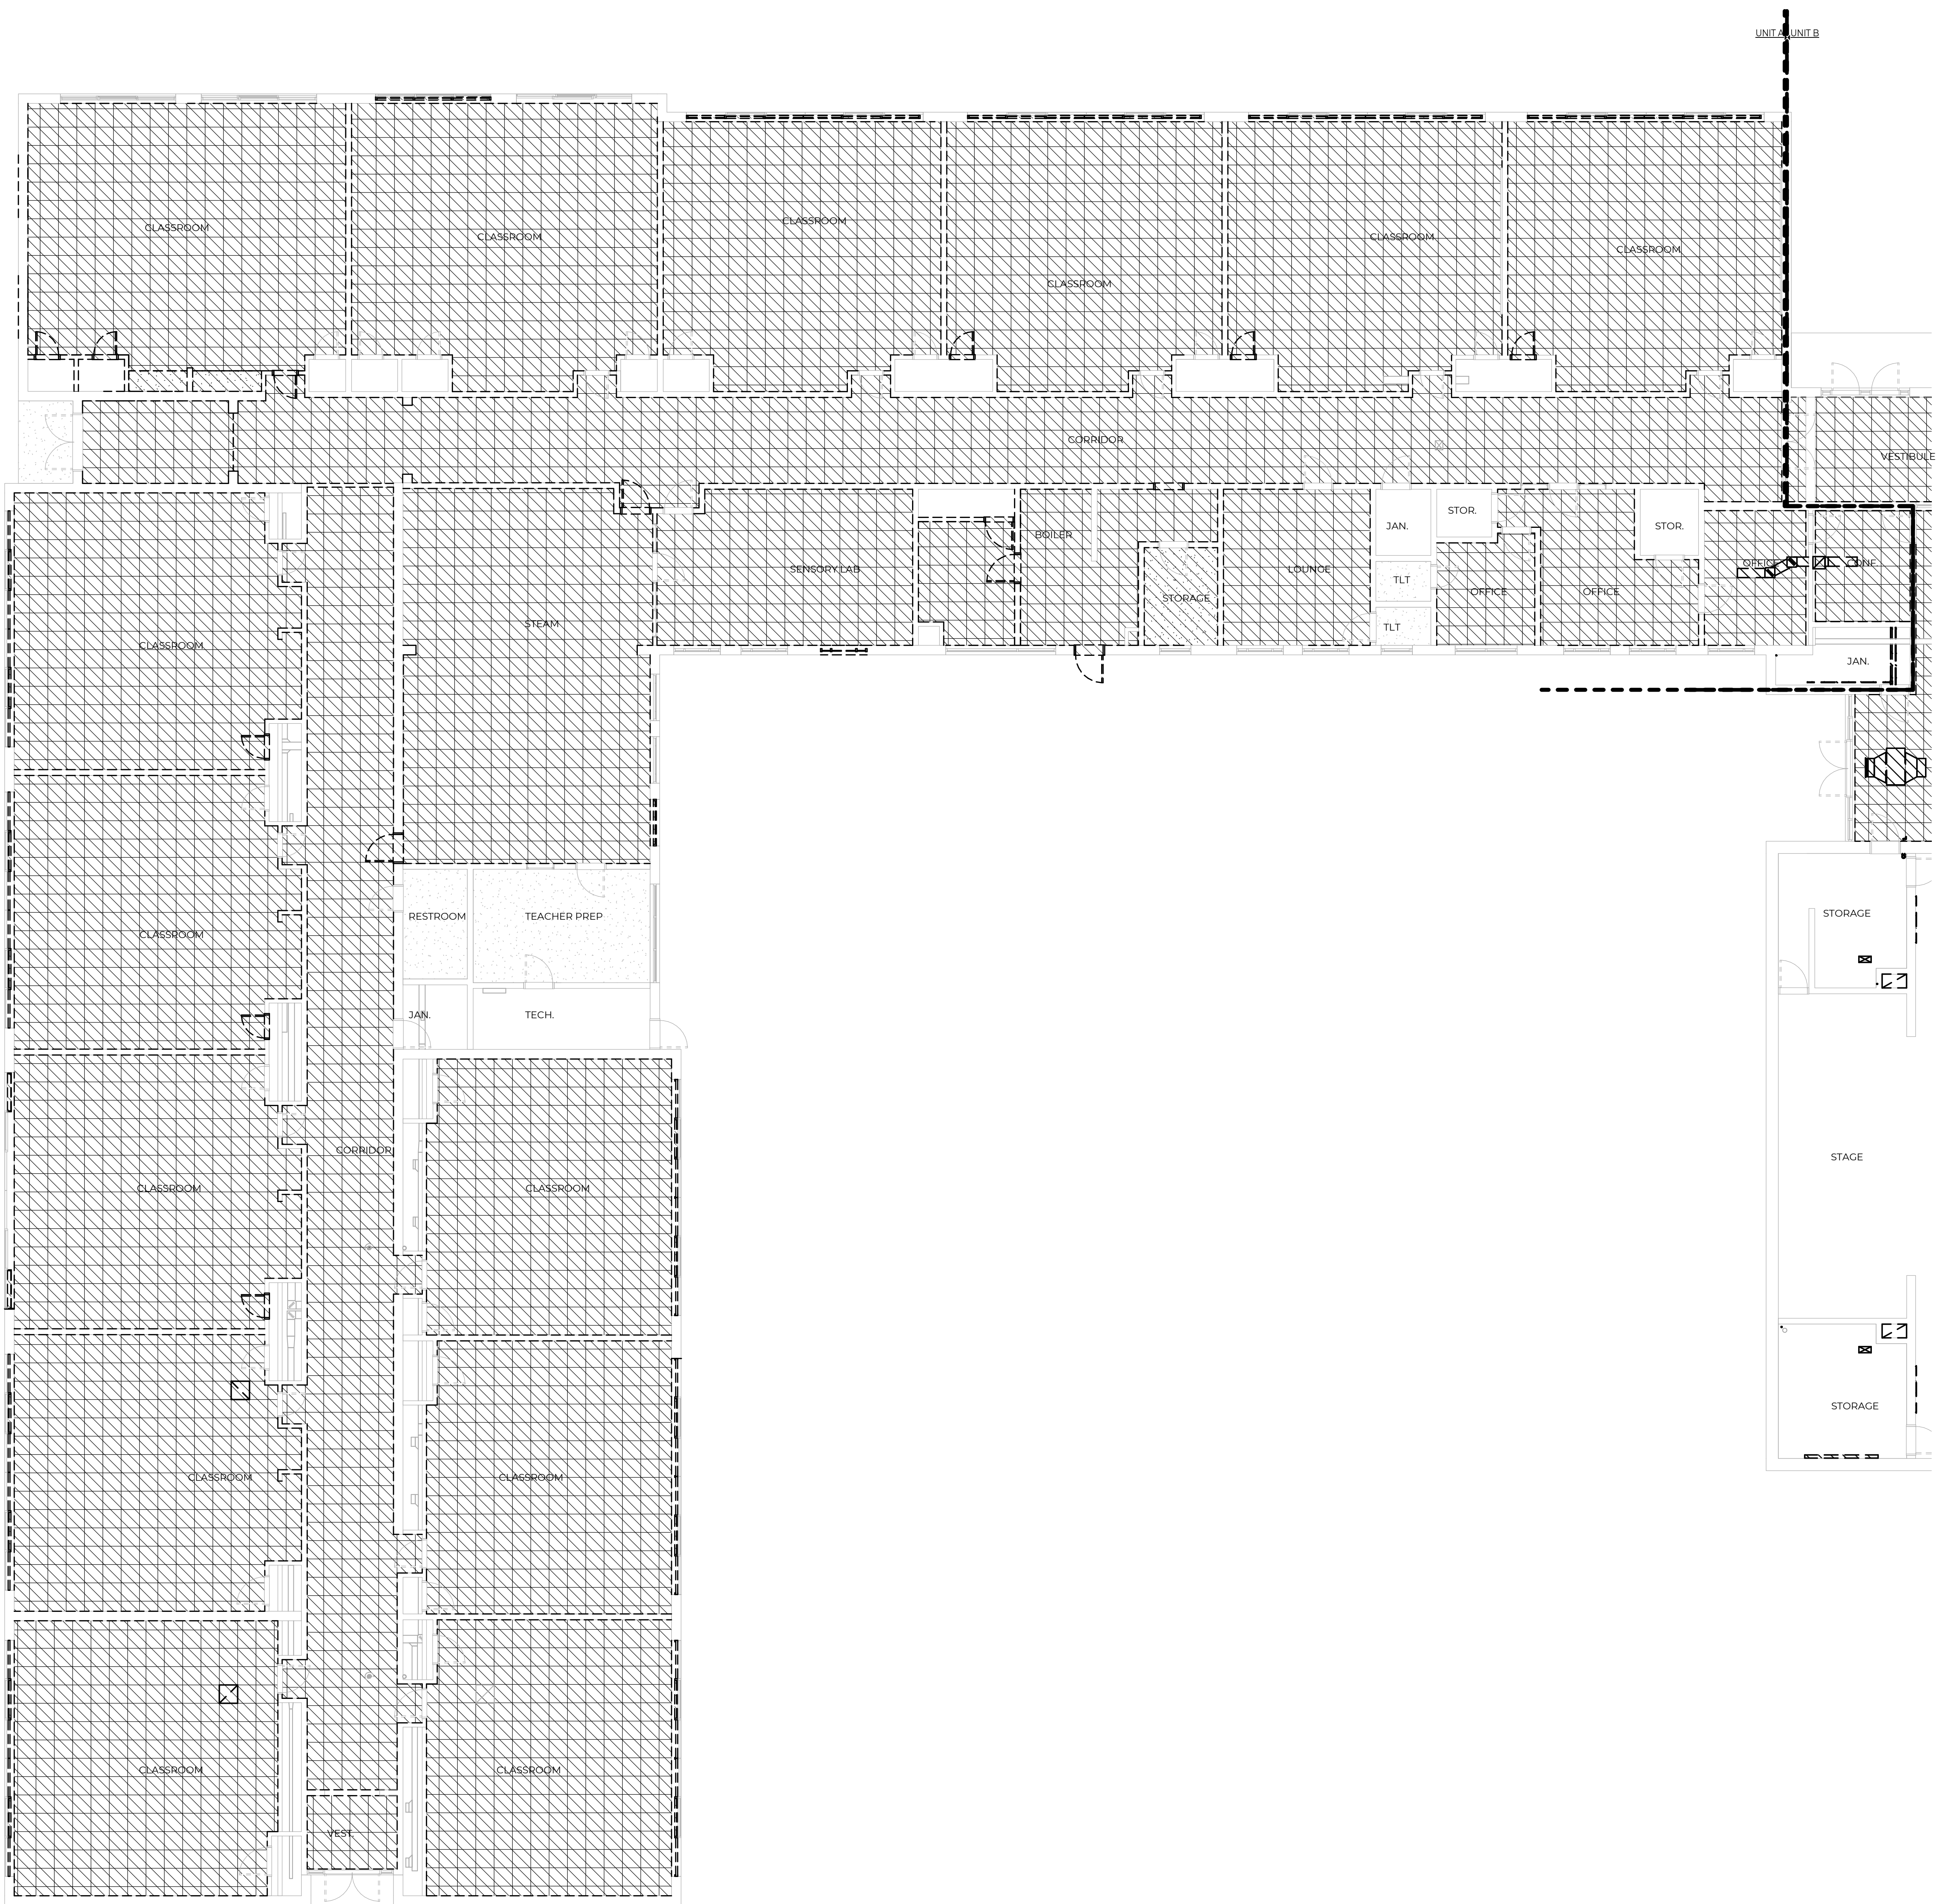 UNIT A UNIT B
CLASSROOM
CLASSROOM
CLASSROOM
CLASSROOM
CLASSROOM
CLASSROOM
CORRIDOR
VESTIBULE
BOILER
JAN.
STOR.
STOR.
SENSORY LAB
LOUNGE
OFFICE
CONF.
TLT
OFFICE
OFFICE
STORAGE
STEAM
TLT
CLASSROOM
JAN.
RESTROOM
TEACHER PREP
STORAGE
CLASSROOM
JAN.
TECH.
CORRIDOR
STAGE
CLASSROOM
CLASSROOM
STORAGE
CLASSROOM
CLASSROOM
CLASSROOM
CLASSROOM
VEST.